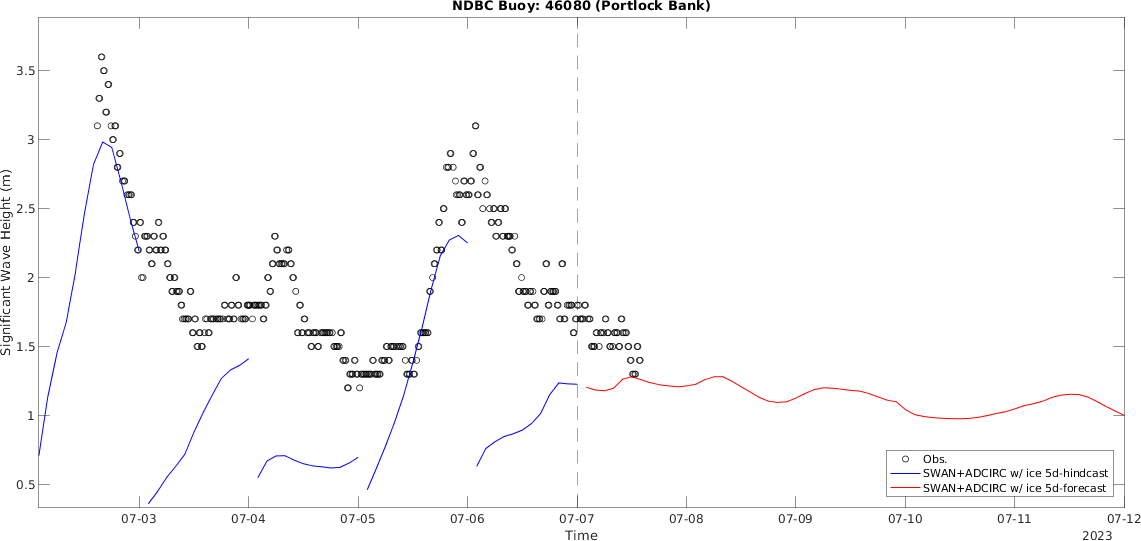 NDBC Buoy: 46080 (Portlock Bank)
Significant Wave Height (m)
3.5
3
2.5
2
1.5
1
0.5
Obs.
SWAN+ADCIRC w/ ice 5d-hindcast
SWAN+ADCIRC w/ ice 5d-forecast
07-03 07-04 07-05 07-06 07-07 07-08 07-09 07-10 07-11 07-12
Time
2023